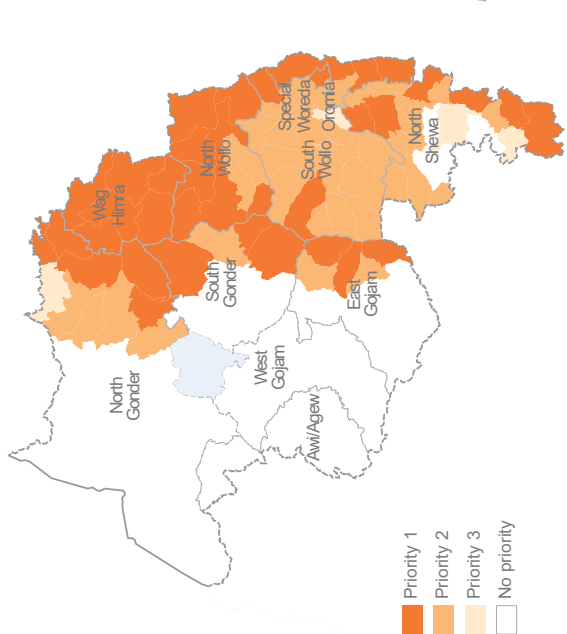 Wag
Himra
North
Wollo
Special
Woreda
Oromia
South
Wollo
North
Shewa
South
Gonder
East
Gojam
North
Gonder
West
Gojam
Awi/Agew
Priority 1
Priority 2
Priority 3
No priority